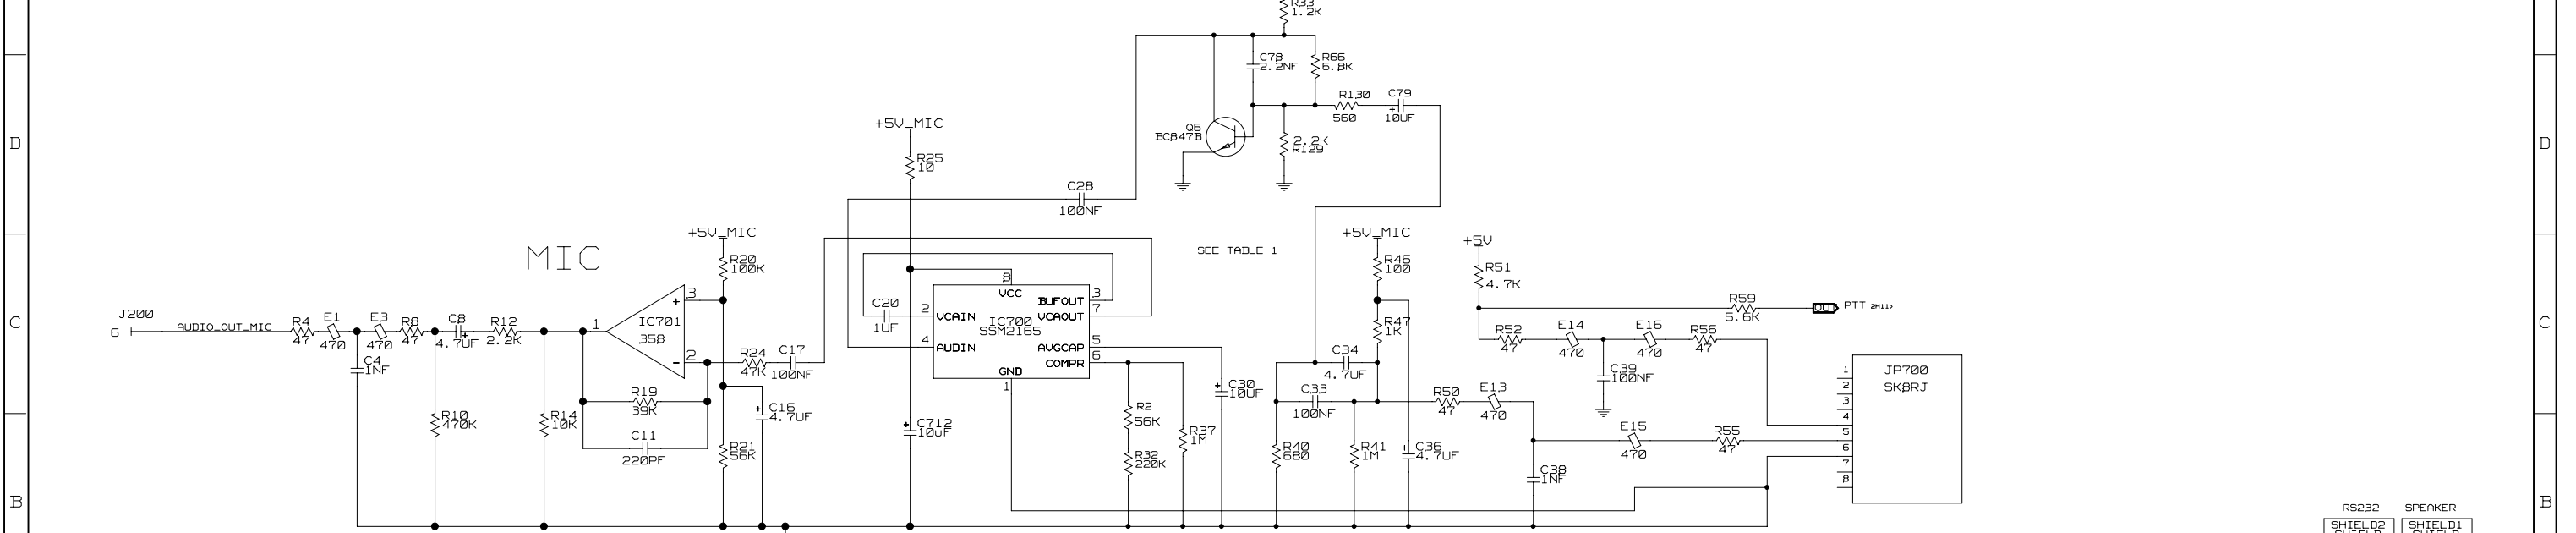 R33
1.2K
C78
2.2NF
R66
6.8K
R130
560
C79
10UF
Q6
BC847B
2.2K
R129
+5V_MIC
R25
10
C28
100NF
D
D
MIC
+5V_MIC
R20
100K
SEE TABLE 1
+5V_MIC
R46
100
+5V
R51
4.7K
R59
5.6K
OUT
PTT 2H11>
J200
6
AUDIO_OUT_MIC
R4
47
E1
470
E3
470
R8
47
C8
+
4.7UF
R12
2.2K
C4
1NF
1
IC701
358
3
+
2
-
R24
47K
C17
100NF
C20
1UF
8
VCC
2
VCAIN
IC700
SSM2165
BUFOUT
3
VCAOUT
7
4
AUDIN
AVGCAP
5
COMPR
6
GND
1
R47
1K
C34
4.7UF
C33
100NF
R50
47
E13
470
R52
47
E14
470
E16
470
R56
47
C39
100NF
E15
470
R55
47
JP700
SK8RJ
1
2
3
4
5
6
7
8
C
C
R10
470K
R14
10K
R19
39K
C11
220PF
C16
4.7UF
R21
56K
C712
10uF
R2
56K
R32
220K
R37
1M
C30
10UF
R40
680
R41
1M
C36
4.7UF
C38
1NF
B
B
RS232
SPEAKER
SHIELD2
SHIELD1